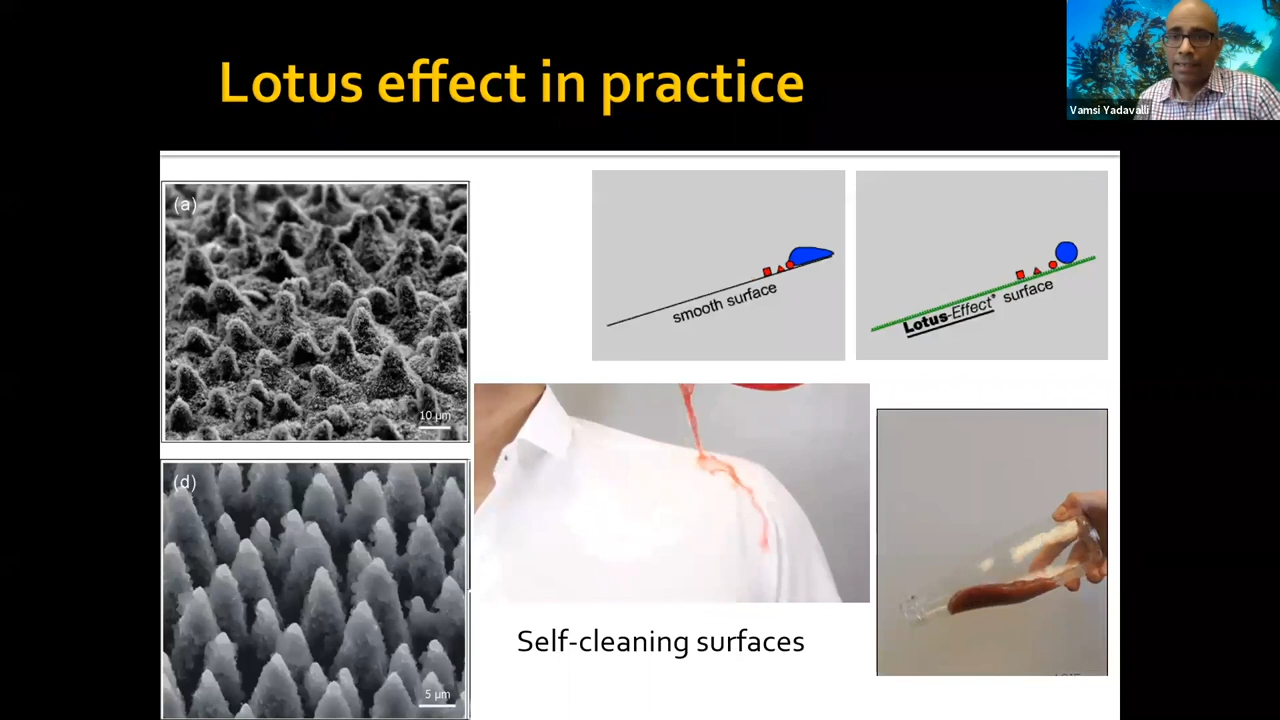 Lotus effect in practice
Vamsi Yadavalli
(a)
10 µm
smooth surface
Lotus-Effect® surface
(d)
5 µm
Self-cleaning surfaces